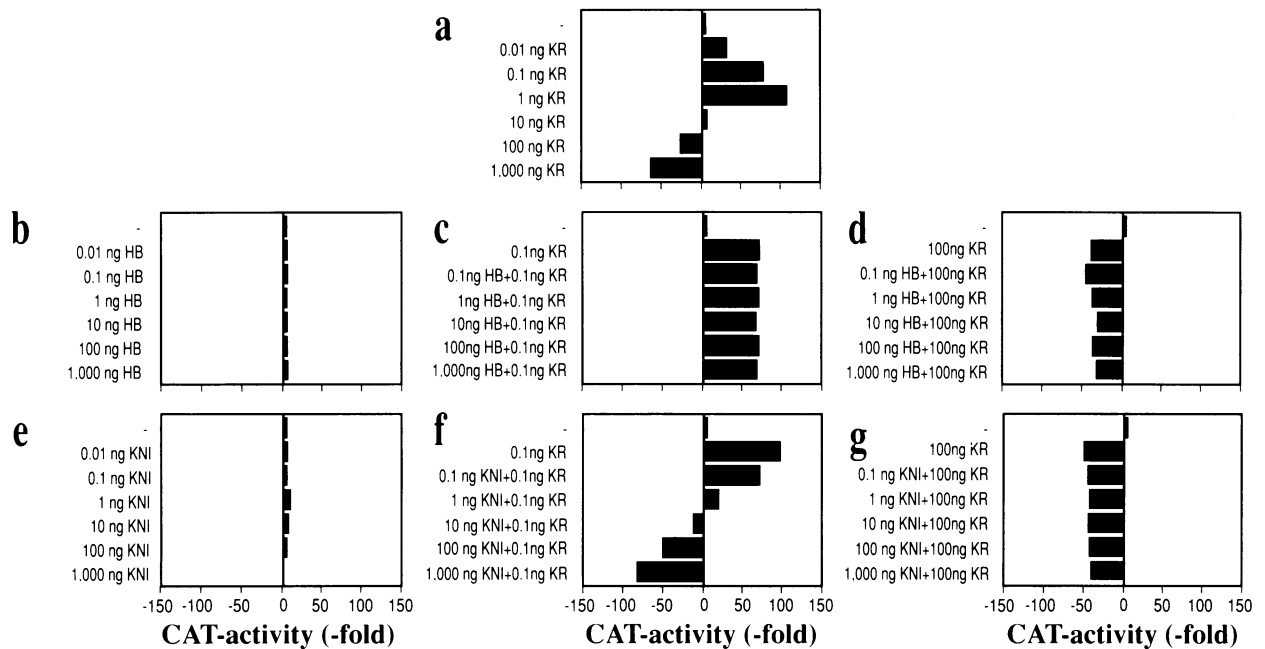 a
-
0.01 ng KR
0.1 ng KR
1 ng KR
10 ng KR
100 ng KR
1,000 ng KR
b
-
0.01 ng HB
0.1 ng HB
1 ng HB
10 ng HB
100 ng HB
1,000 ng HB
c
-
0.1ng KR
0.1ng HB+0.1ng KR
1ng HB+0.1ng KR
10ng HB+0.1ng KR
100ng HB+0.1ng KR
1,000ng HB+0.1ng KR
d
-
100ng KR
0.1 ng HB+100ng KR
1 ng HB+100ng KR
10 ng HB+100ng KR
100 ng HB+100ng KR
1,000 ng HB+100ng KR
e
-
0.01 ng KNI
0.1 ng KNI
1 ng KNI
10 ng KNI
100 ng KNI
1,000 ng KNI
-150 -100 -50 0 50 100 150
CAT-activity (-fold)
f
-
0.1ng KR
0.1 ng KNI+0.1ng KR
1 ng KNI+0.1ng KR
10 ng KNI+0.1ng KR
100 ng KNI+0.1ng KR
1,000 ng KNI+0.1ng KR
-150 -100 -50 0 50 100 150
CAT-activity (-fold)
g
-
100ng KR
0.1 ng KNI+100ng KR
1 ng KNI+100ng KR
10 ng KNI+100ng KR
100 ng KNI+100ng KR
1,000 ng KNI+100ng KR
-150 -100 -50 0 50 100 150
CAT-activity (-fold)